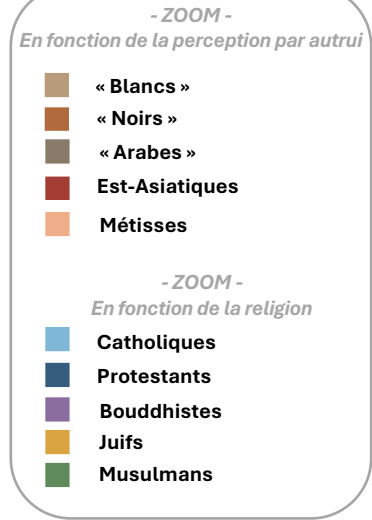 - ZOOM -
En fonction de la perception par autrui
« Blancs »
« Noirs »
« Arabes »
Est-Asiatiques
Métisses
- ZOOM -
En fonction de la religion
Catholiques
Protestants
Bouddhistes
Juifs
Musulmans